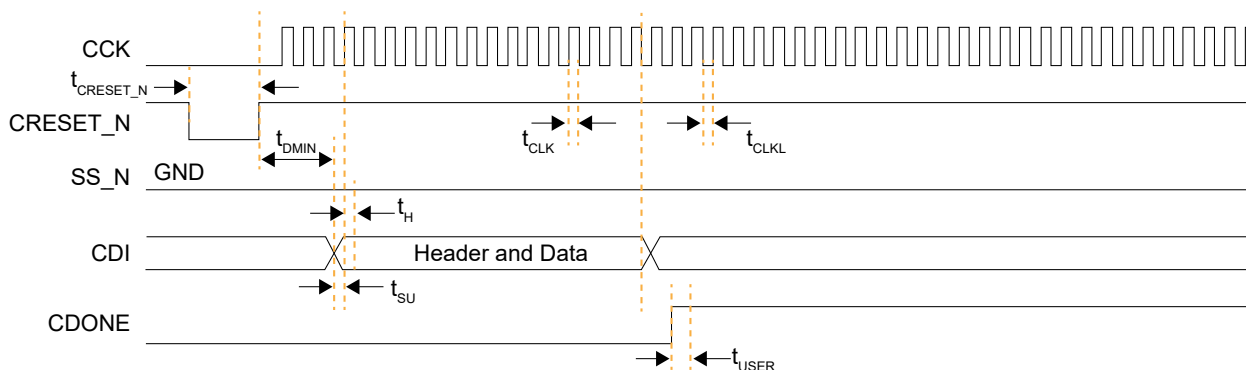 CCK
tCRESET_N
CRESET_N
tDMIN
tCLK
tCLKL
SS_N
GND
tH
CDI
Header and Data
tSU
CDONE
tUSER